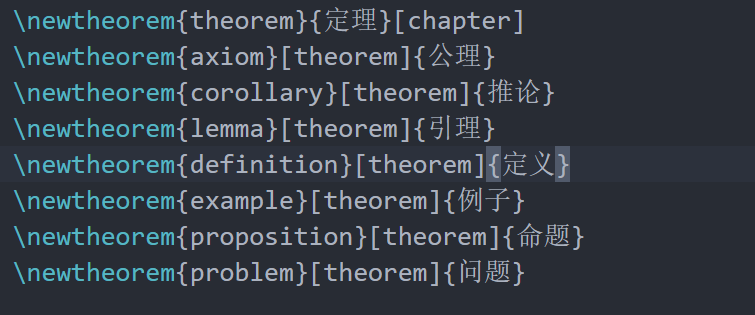 \newtheorem{theorem}{定理}[chapter]
\newtheorem{axiom}[theorem]{公理}
\newtheorem{corollary}[theorem]{推论}
\newtheorem{lemma}[theorem]{引理}
\newtheorem{definition}[theorem]{定义}
\newtheorem{example}[theorem]{例子}
\newtheorem{proposition}[theorem]{命题}
\newtheorem{problem}[theorem]{问题}